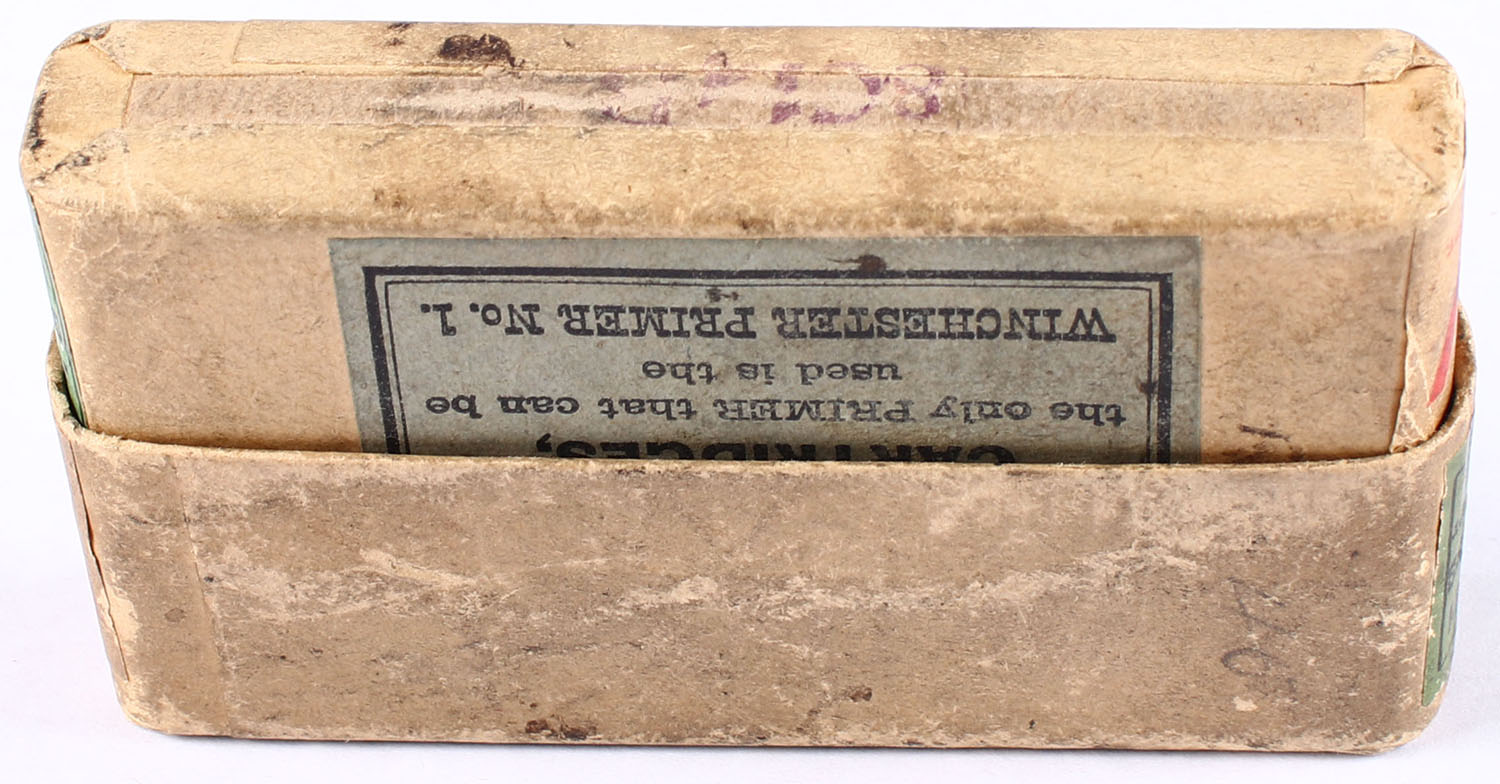 CARTRIDGES,
the only PRIMER that can be
used is the
WINCHESTER PRIMER No. 1.